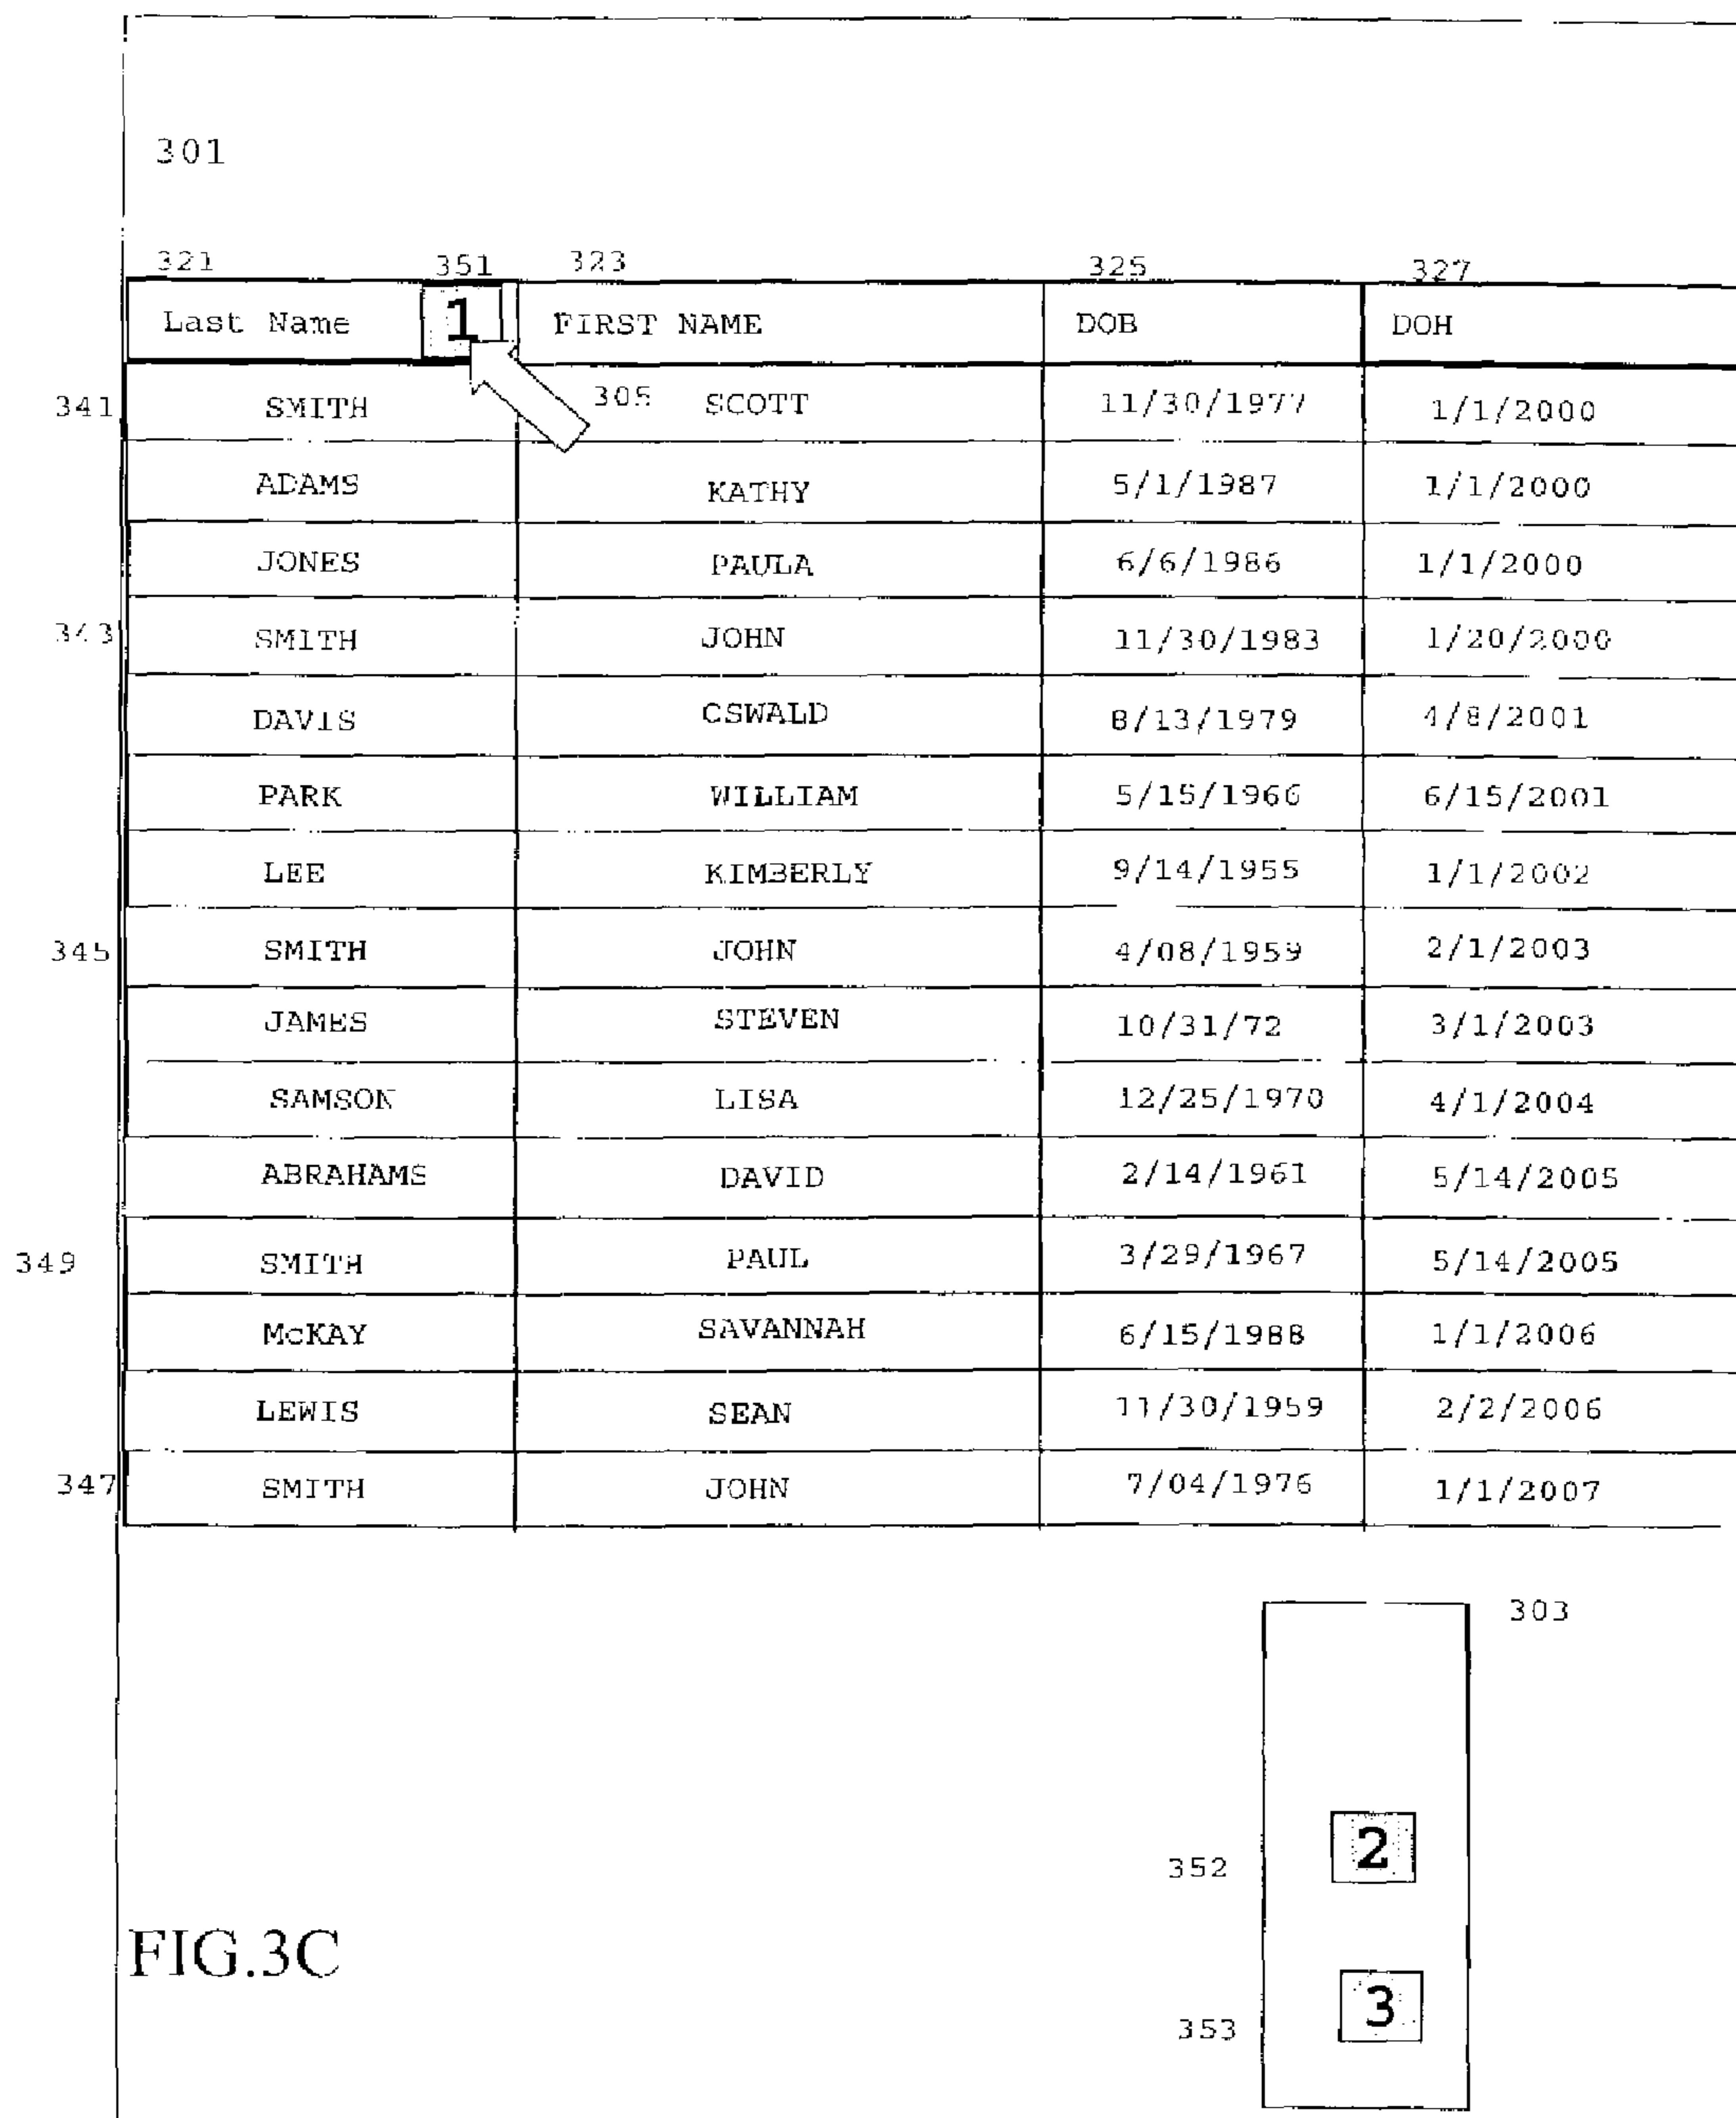 301
321 351 323 325 327
Last Name 1 FIRST NAME DOB DOH
341 SMITH 305 SCOTT 11/30/1977 1/1/2000
ADAMS KATHY 5/1/1987 1/1/2000
JONES PAULA 6/6/1986 1/1/2000
343 SMITH JOHN 11/30/1983 1/20/2000
DAVIS OSWALD 8/13/1979 4/8/2001
PARK WILLIAM 5/15/1966 6/15/2001
LEE KIMBERLY 9/14/1955 1/1/2002
345 SMITH JOHN 4/08/1959 2/1/2003
JAMES STEVEN 10/31/72 3/1/2003
SAMSON LISA 12/25/1970 4/1/2004
ABRAHAMS DAVID 2/14/1961 5/14/2005
349 SMITH PAUL 3/29/1967 5/14/2005
McKAY SAVANNAH 6/15/1988 1/1/2006
LEWIS SEAN 11/30/1959 2/2/2006
347 SMITH JOHN 7/04/1976 1/1/2007
303
352 2
FIG.3C
353 3